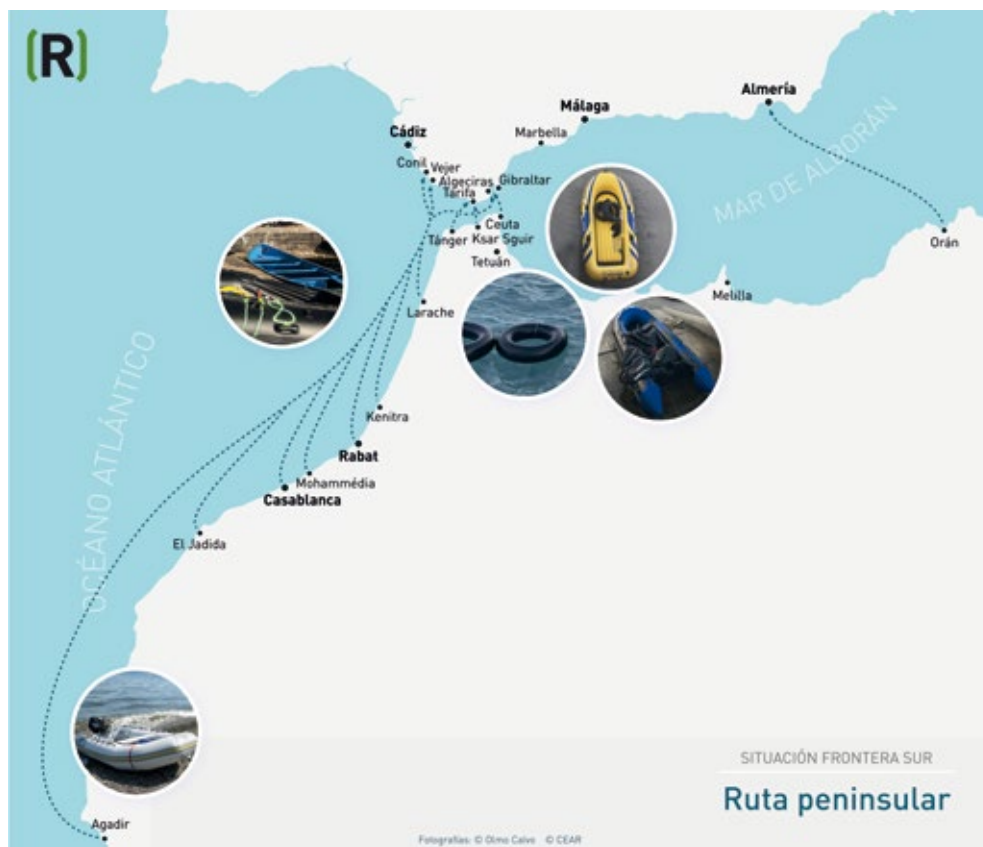 (R)
Almería
Málaga
Marbella
Cádiz
Conil
Vejer
Algeciras
Gibraltar
Tarifa
Ceuta
Tánger
Ksar Sguir
Tetuán
MAR DE ALBORÁN
Orán
Melilla
Larache
OCÉANO ATLÁNTICO
Kenitra
Rabat
Mohammédia
Casablanca
El Jadida
Agadir
SITUACIÓN FRONTERA SUR
Ruta peninsular
Fotografías: © Olmo Calvo © CEAR